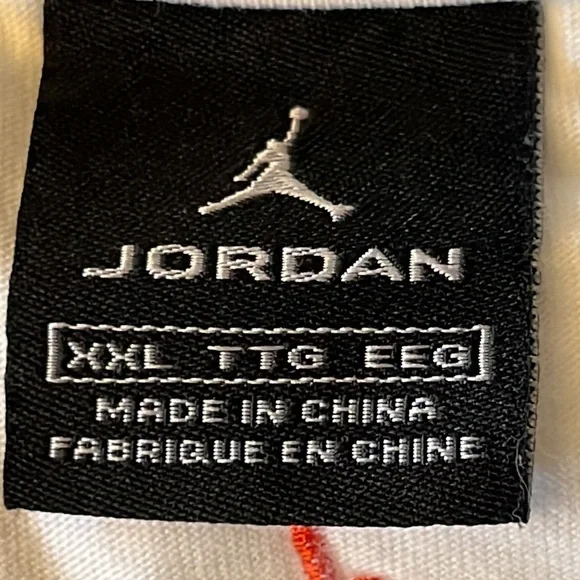 JORDAN
XXL TTG EEG
MADE IN CHINA
FABRIQUE EN CHINE